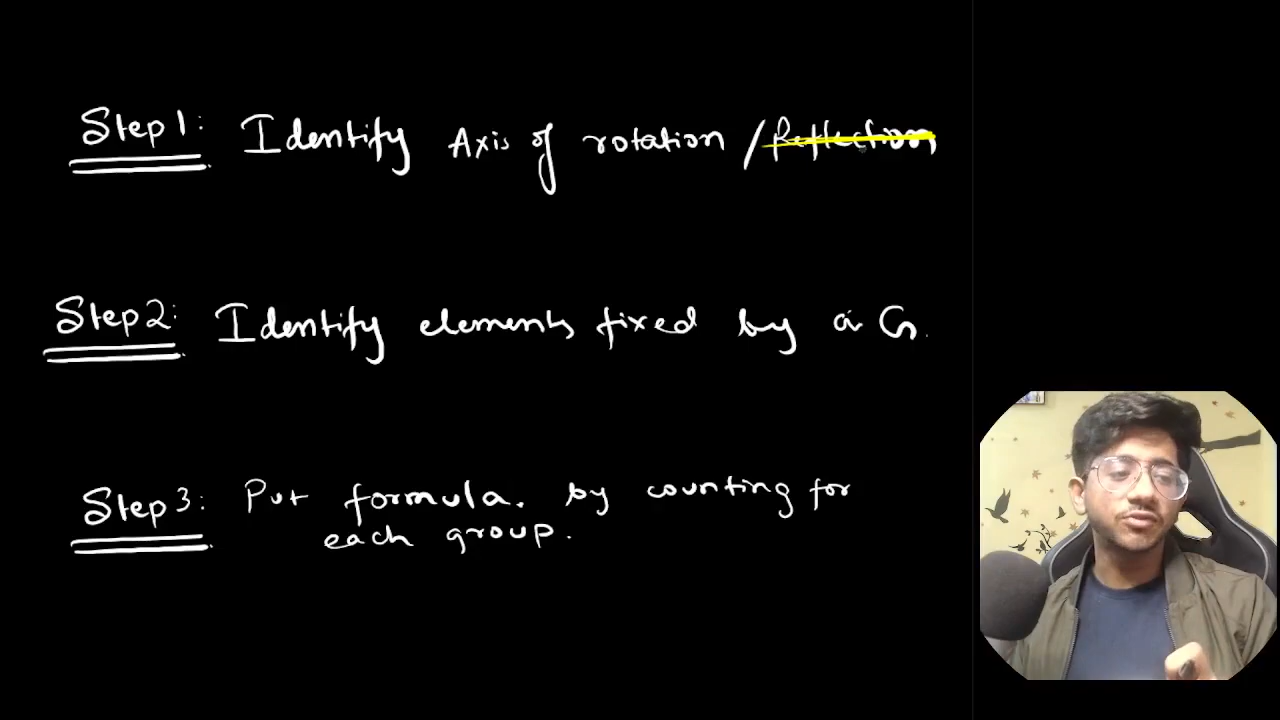 Step 1: Identify Axis of rotation / Reflection
Step 2: Identify elements fixed by a G.
Step 3: Put formula. by counting for
each group.